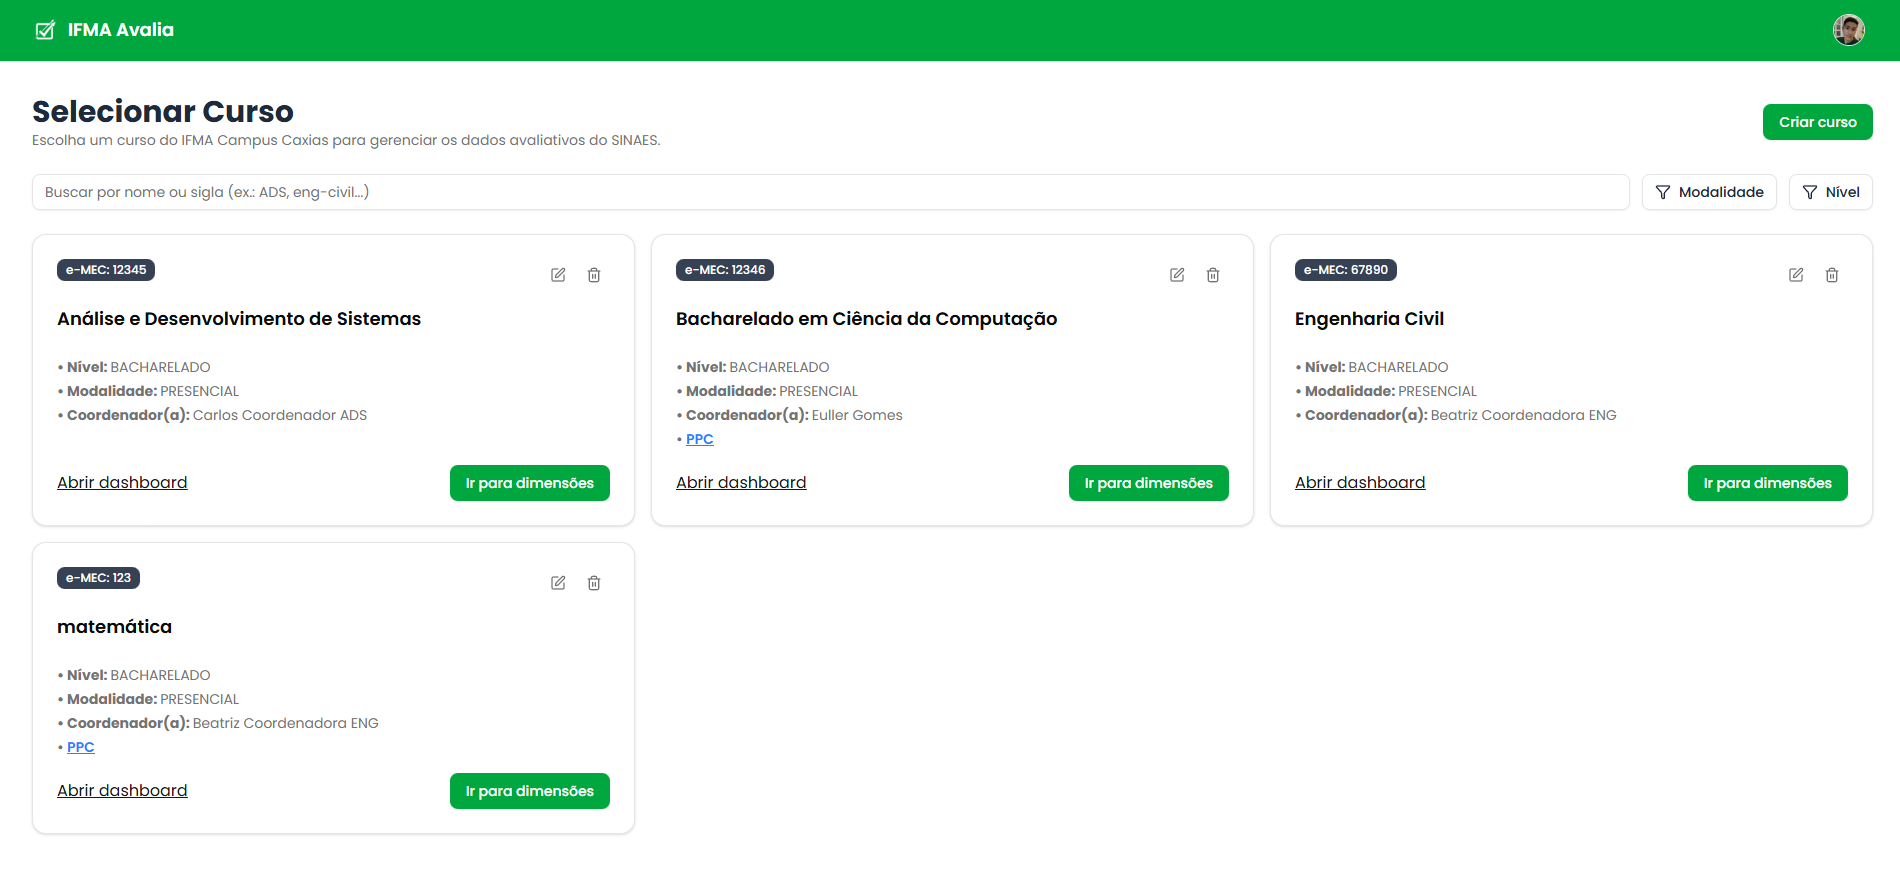 IFMA Avalia
Selecionar Curso
Escolha um curso do IFMA Campus Caxias para gerenciar os dados avaliativos do SINAES.
Criar curso
Buscar por nome ou sigla (ex.: ADS, eng-civil...)
Modalidade
Nível
e-MEC: 12345
Análise e Desenvolvimento de Sistemas
• Nível: BACHARELADO
• Modalidade: PRESENCIAL
• Coordenador(a): Carlos Coordenador ADS
Abrir dashboard
Ir para dimensões
e-MEC: 12346
Bacharelado em Ciência da Computação
• Nível: BACHARELADO
• Modalidade: PRESENCIAL
• Coordenador(a): Euller Gomes
• PPC
Abrir dashboard
Ir para dimensões
e-MEC: 67890
Engenharia Civil
• Nível: BACHARELADO
• Modalidade: PRESENCIAL
• Coordenador(a): Beatriz Coordenadora ENG
Abrir dashboard
Ir para dimensões
e-MEC: 123
matemática
• Nível: BACHARELADO
• Modalidade: PRESENCIAL
• Coordenador(a): Beatriz Coordenadora ENG
• PPC
Abrir dashboard
Ir para dimensões